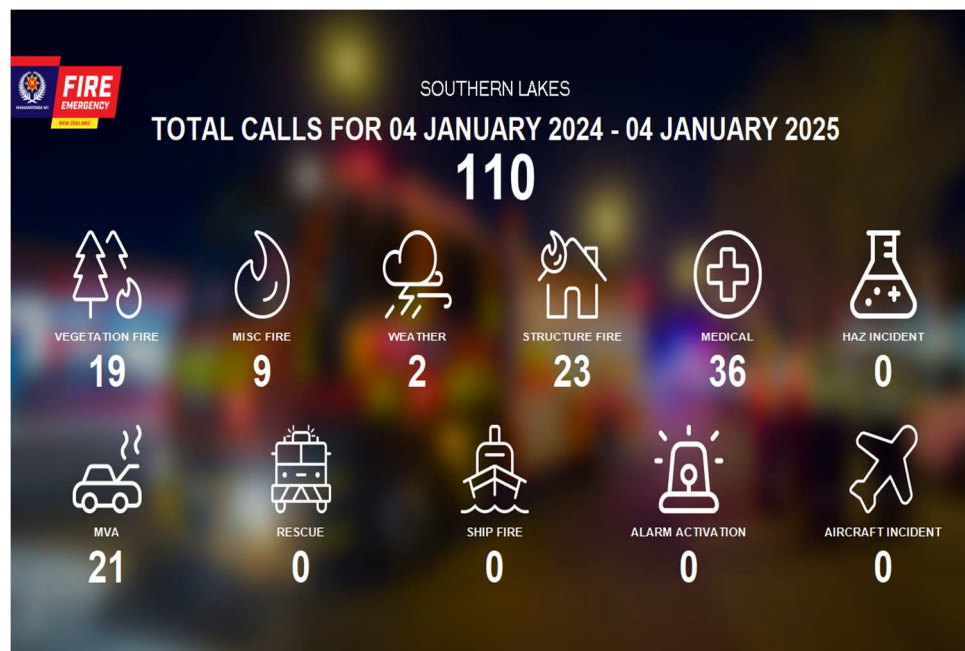 FIRE
EMERGENCY
NEW ZEALAND
SOUTHERN LAKES
TOTAL CALLS FOR 04 JANUARY 2024 - 04 JANUARY 2025
110
VEGETATION FIRE
19
MISC FIRE
9
WEATHER
2
STRUCTURE FIRE
23
MEDICAL
36
HAZ INCIDENT
0
MVA
21
RESCUE
0
SHIP FIRE
0
ALARM ACTIVATION
0
AIRCRAFT INCIDENT
0